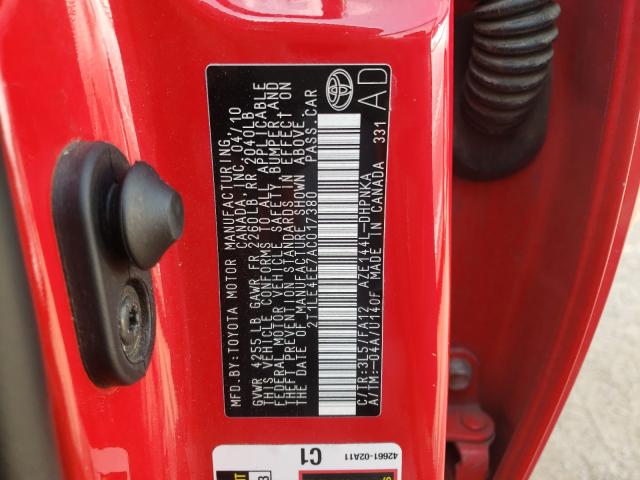 MFD.BY:TOYOTA MOTOR MANUFACTURING,
CANADA, INC. 04/10
GVWR 4255LB GAWR FR 2260LB RR 2040LB
THIS VEHICLE CONFORMS TO ALL APPLICABLE
FEDERAL MOTOR VEHICLE SAFETY BUMPER, AND
THEFT PREVENTION STANDARDS IN EFFECT ON
THE DATE OF MANUFACTURE SHOWN ABOVE.
2T1LE4EE7AC017380 PASS.CAR
C/TR:3L5/FA12 AZE144L-DHPNKA
A/TM:-04A/U140F MADE IN CANADA 331
AD
C1
42661-02A11